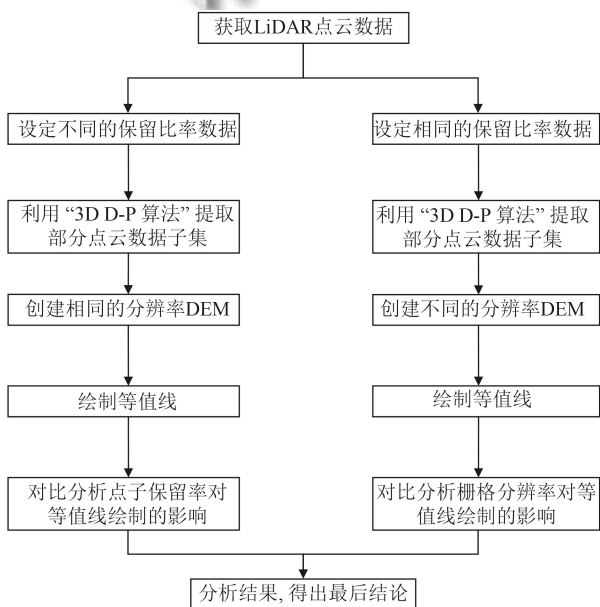 获取LiDAR点云数据
设定不同的保留比率数据
利用“3D D-P 算法”提取
部分点云数据子集
创建相同的分辨率DEM
绘制等值线
对比分析点子保留率对
等值线绘制的影响
设定相同的保留比率数据
利用“3D D-P 算法”提取
部分点云数据子集
创建不同的分辨率DEM
绘制等值线
对比分析栅格分辨率对等
值线绘制的影响
分析结果, 得出最后结论